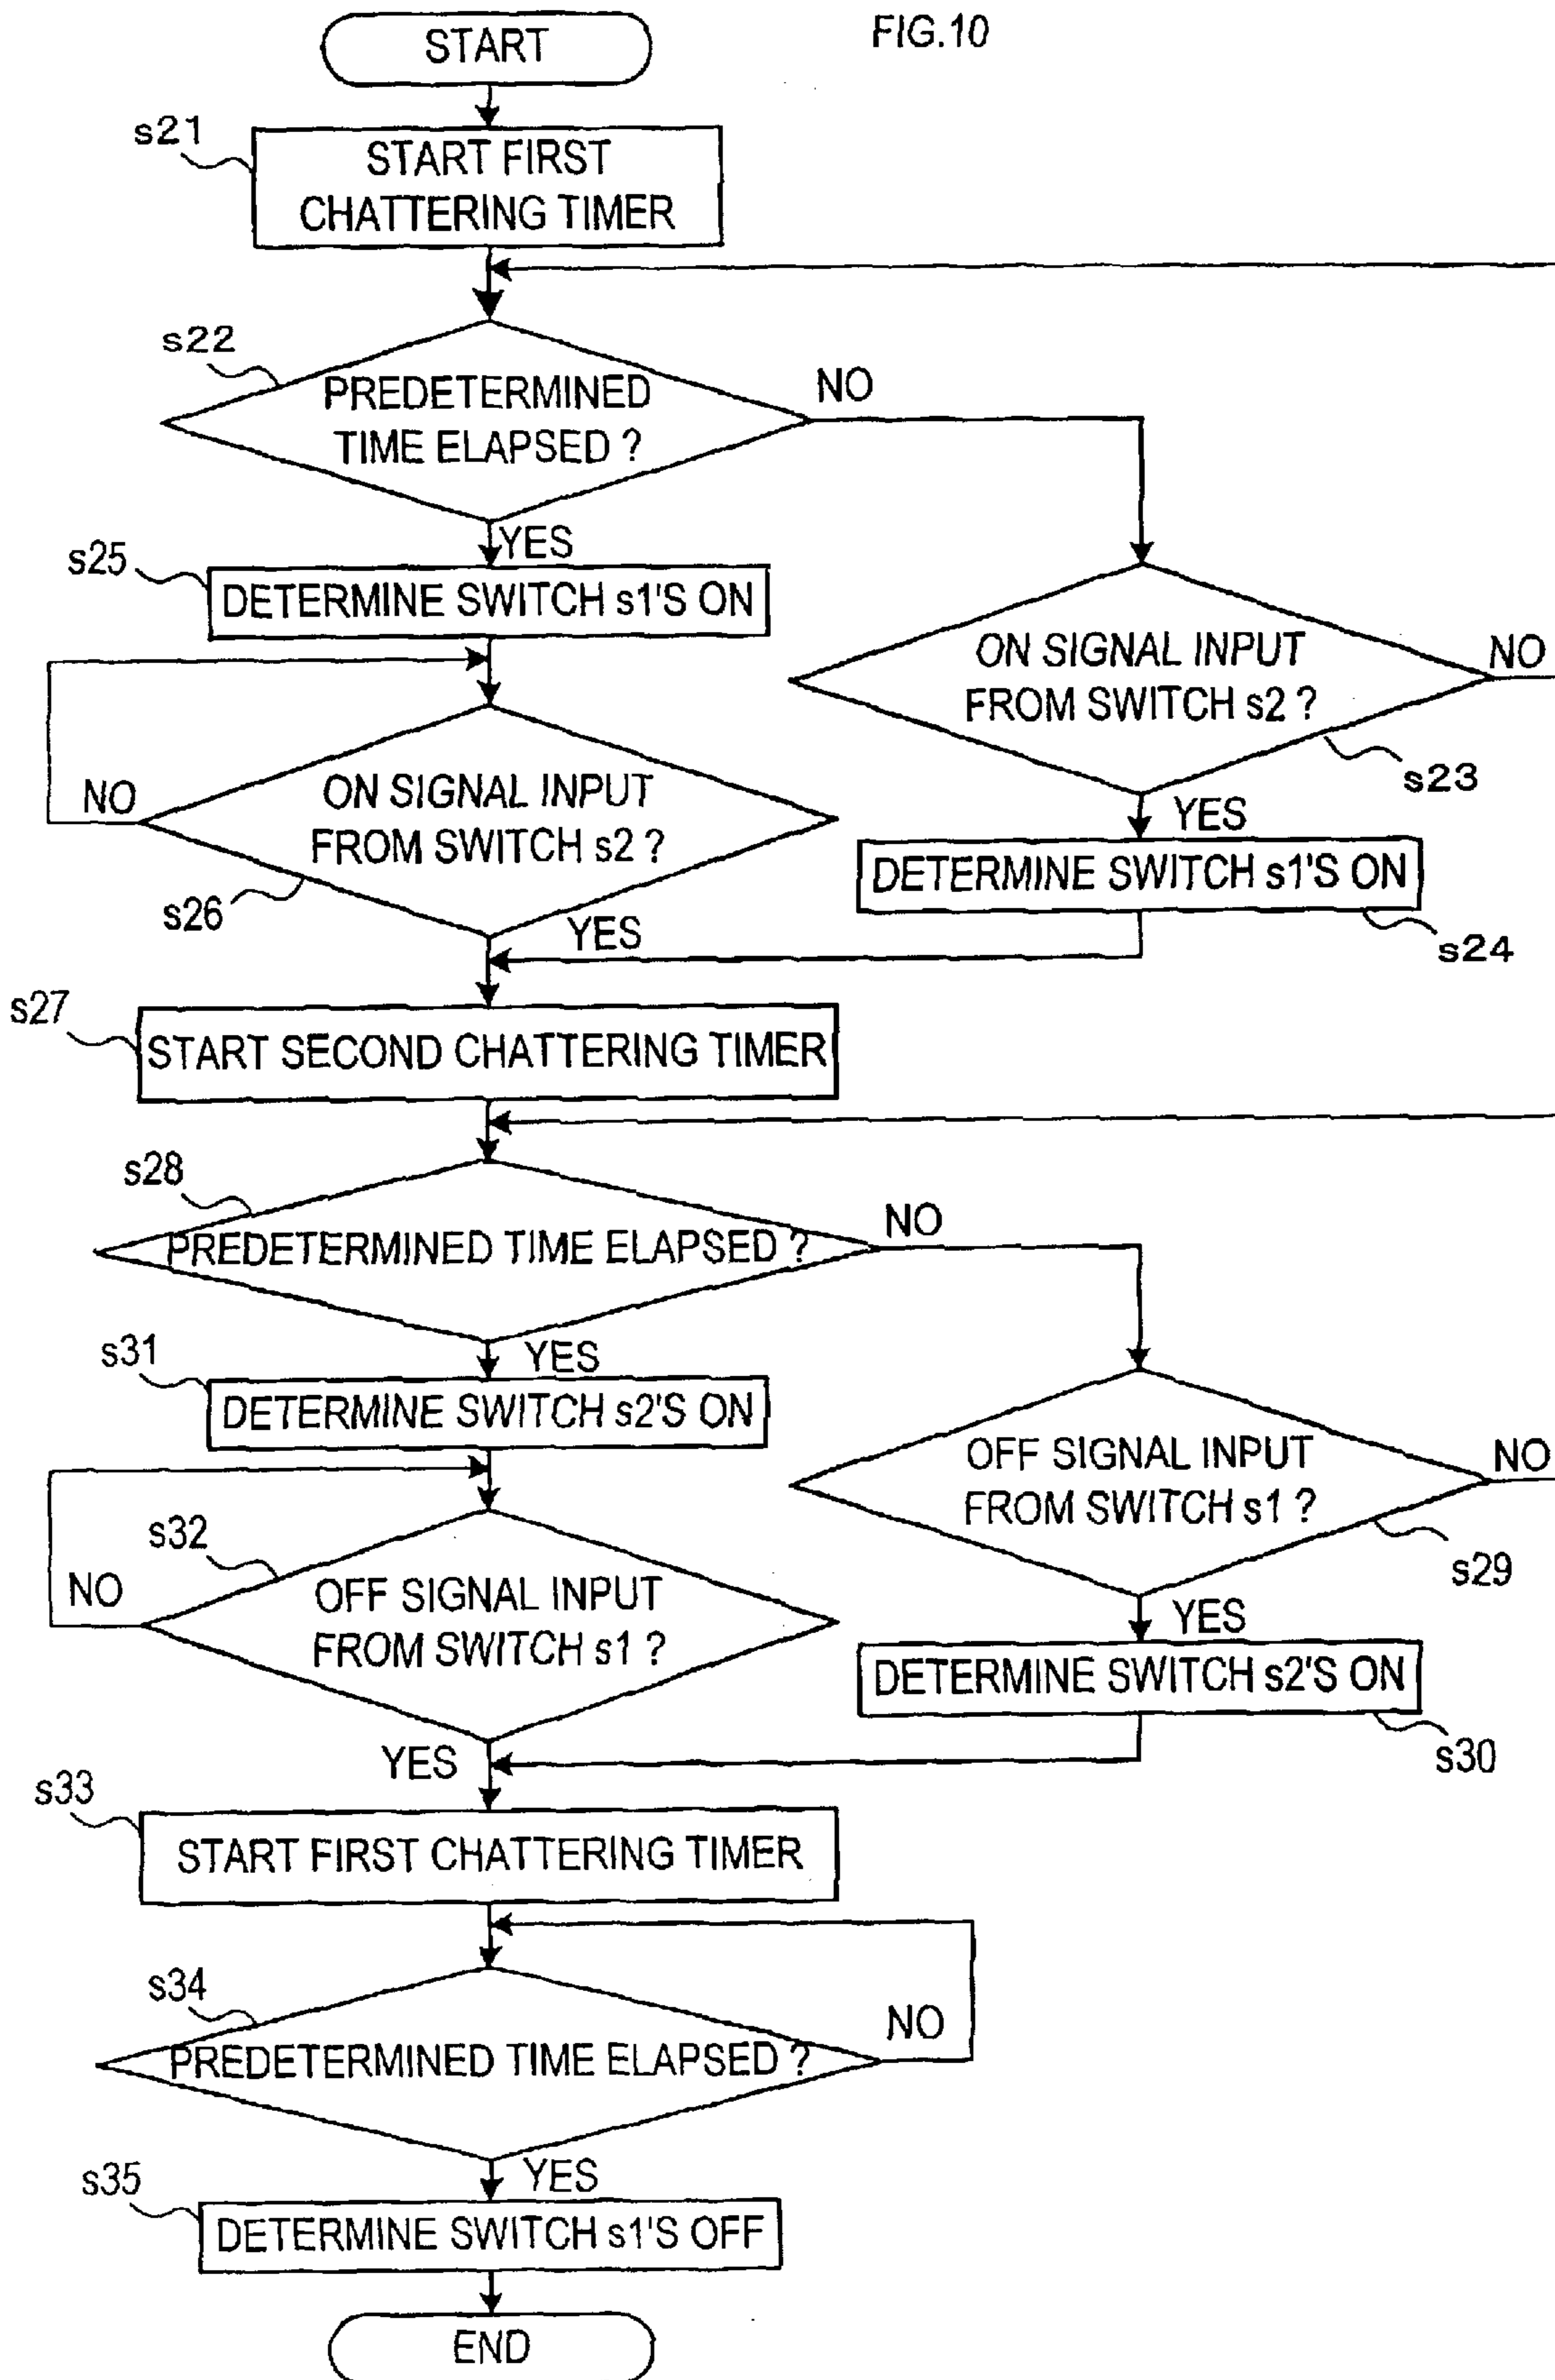 FIG.10
START
s21
START FIRST
CHATTERING TIMER
s22
PREDETERMINED
TIME ELAPSED ?
NO
YES
s25
DETERMINE SWITCH s1'S ON
ON SIGNAL INPUT
FROM SWITCH s2 ?
NO
s23
YES
DETERMINE SWITCH s1'S ON
s24
NO
ON SIGNAL INPUT
FROM SWITCH s2 ?
s26
YES
s27
START SECOND CHATTERING TIMER
s28
PREDETERMINED TIME ELAPSED ?
NO
YES
s31
DETERMINE SWITCH s2'S ON
OFF SIGNAL INPUT
FROM SWITCH s1 ?
NO
s29
YES
DETERMINE SWITCH s2'S ON
s30
s32
NO
OFF SIGNAL INPUT
FROM SWITCH s1 ?
YES
s33
START FIRST CHATTERING TIMER
s34
PREDETERMINED TIME ELAPSED ?
NO
YES
s35
DETERMINE SWITCH s1'S OFF
END